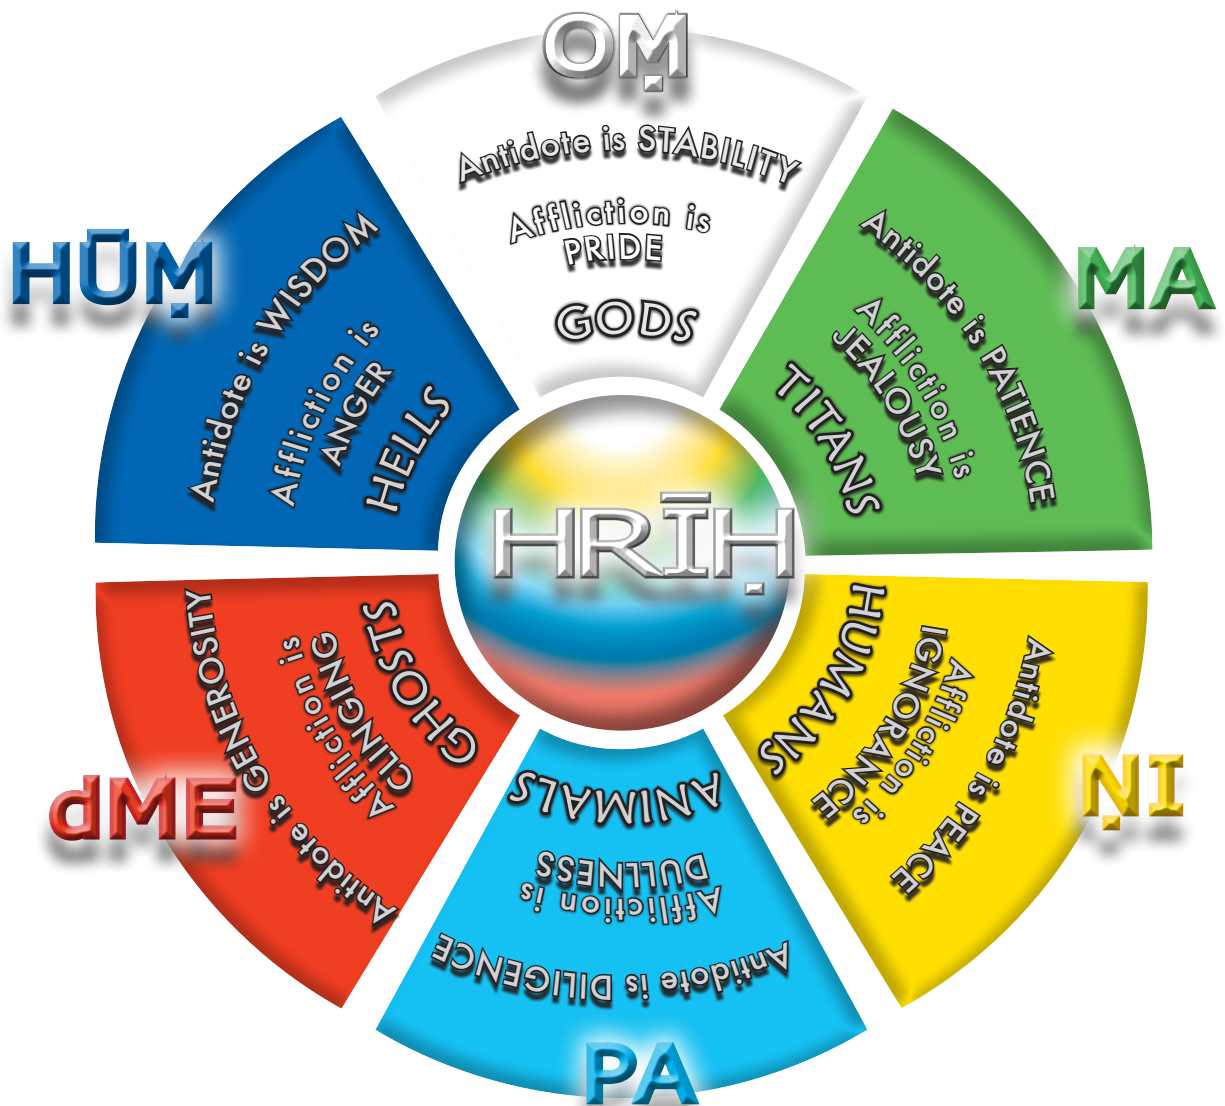 OṂ
Antidote is STABILITY
Affliction is
PRIDE
GODS
MA
Antidote is PATIENCE
Affliction is
JEALOUSY
TITANS
ṆI
HUMANS
Affliction is
IGNORANCE
Antidote is PEACE
PA
ANIMALS
Affliction is
DULLNESS
Antidote is DILIGENCE
dME
Antidote is GENEROSITY
Affliction is
CLINGING
GHOSTS
HŪṂ
Antidote is WISDOM
Affliction is
ANGER
HELLS
HRĪḤ